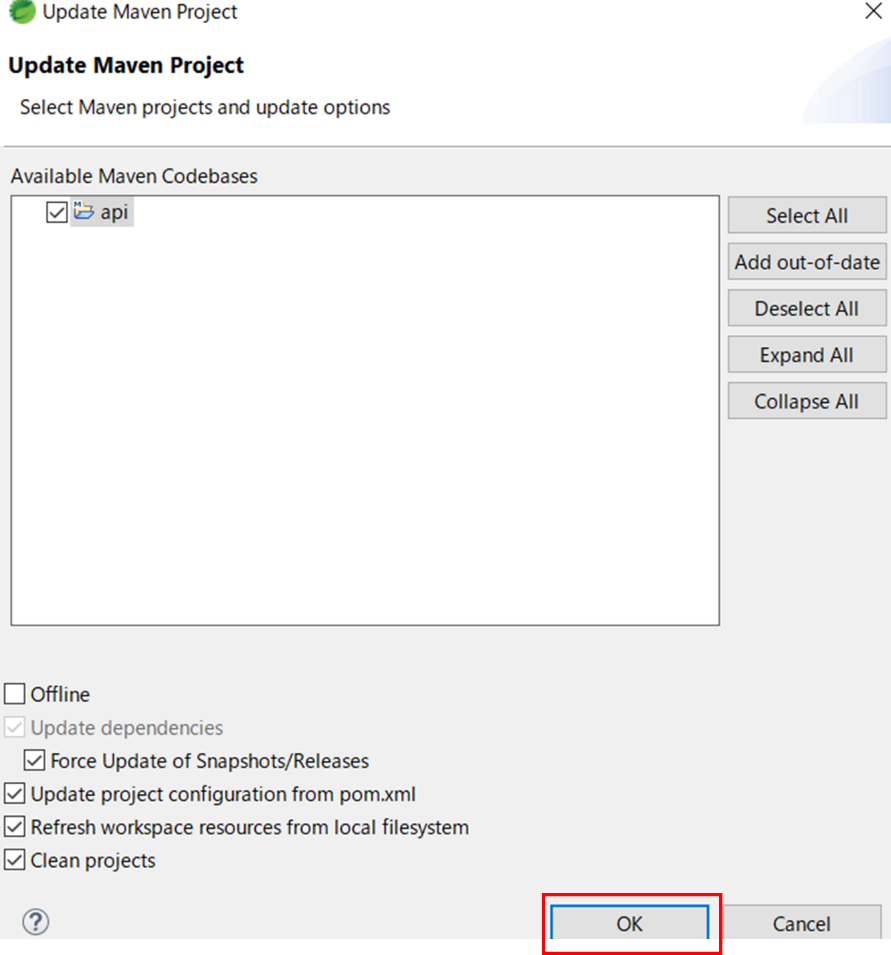 Update Maven Project
Update Maven Project
Select Maven projects and update options
Available Maven Codebases
api
Select All
Add out-of-date
Deselect All
Expand All
Collapse All
Offline
Update dependencies
Force Update of Snapshots/Releases
Update project configuration from pom.xml
Refresh workspace resources from local filesystem
Clean projects
OK
Cancel